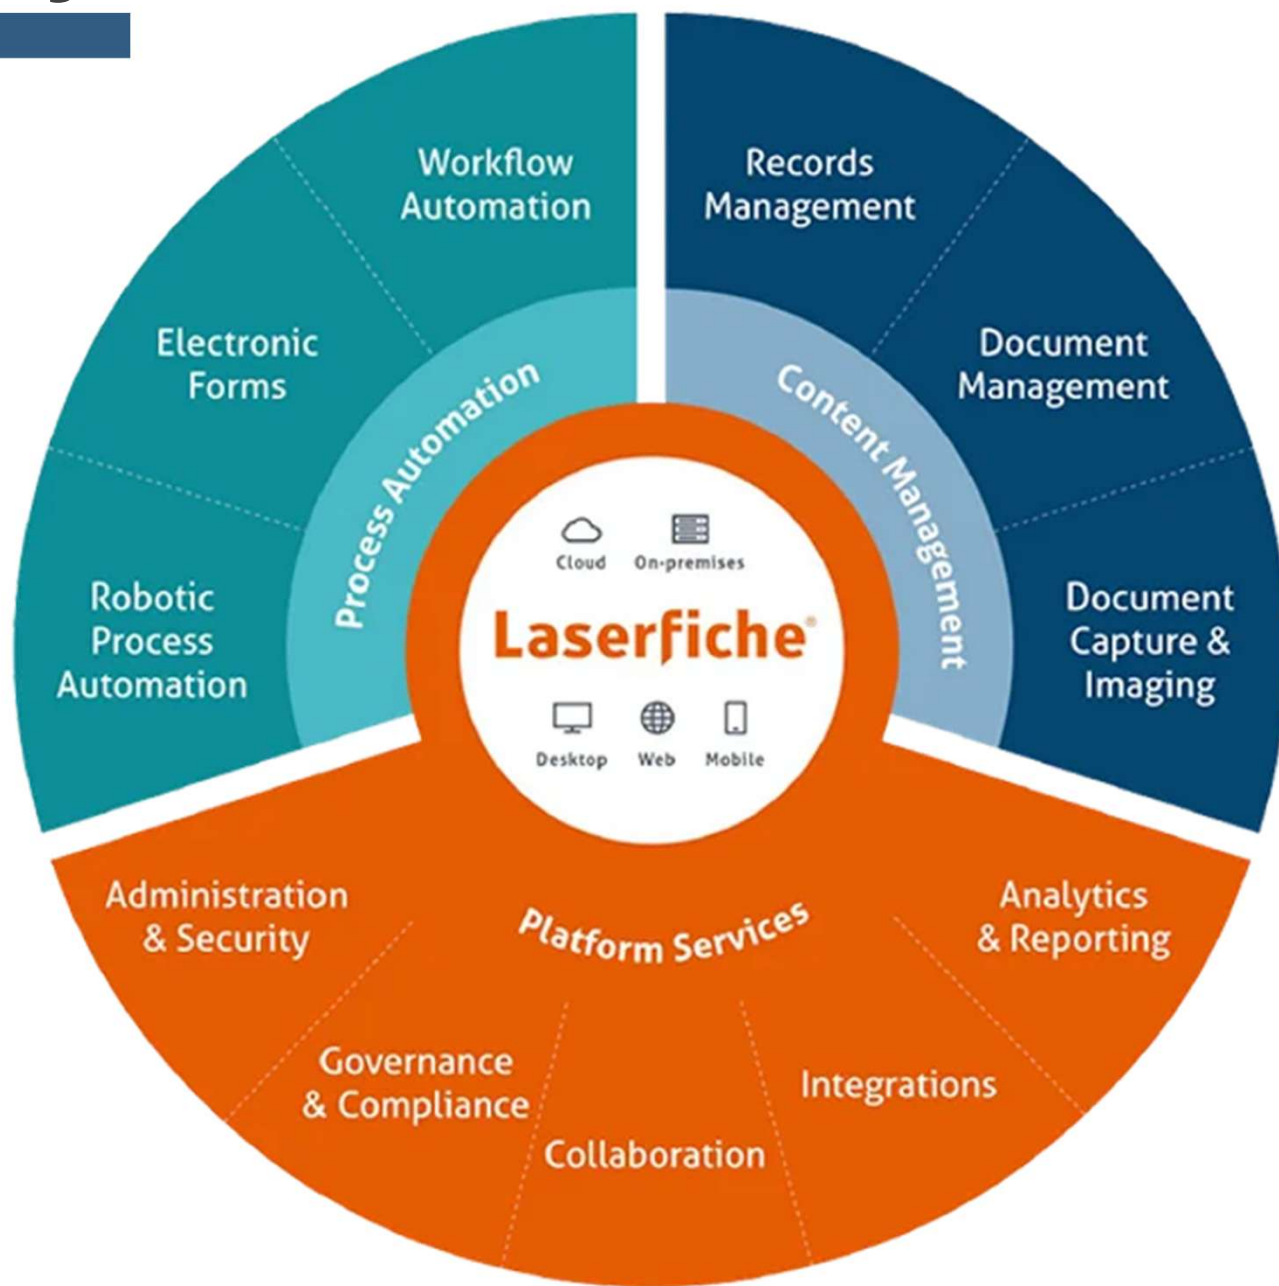 Workflow
Automation
Records
Management
Electronic
Forms
Document
Management
Process Automation
Content Management
Robotic
Process
Automation
Document
Capture &
Imaging
Cloud
On-premises
Laserfiche®
Desktop
Web
Mobile
Administration
& Security
Platform Services
Analytics
& Reporting
Governance
& Compliance
Integrations
Collaboration